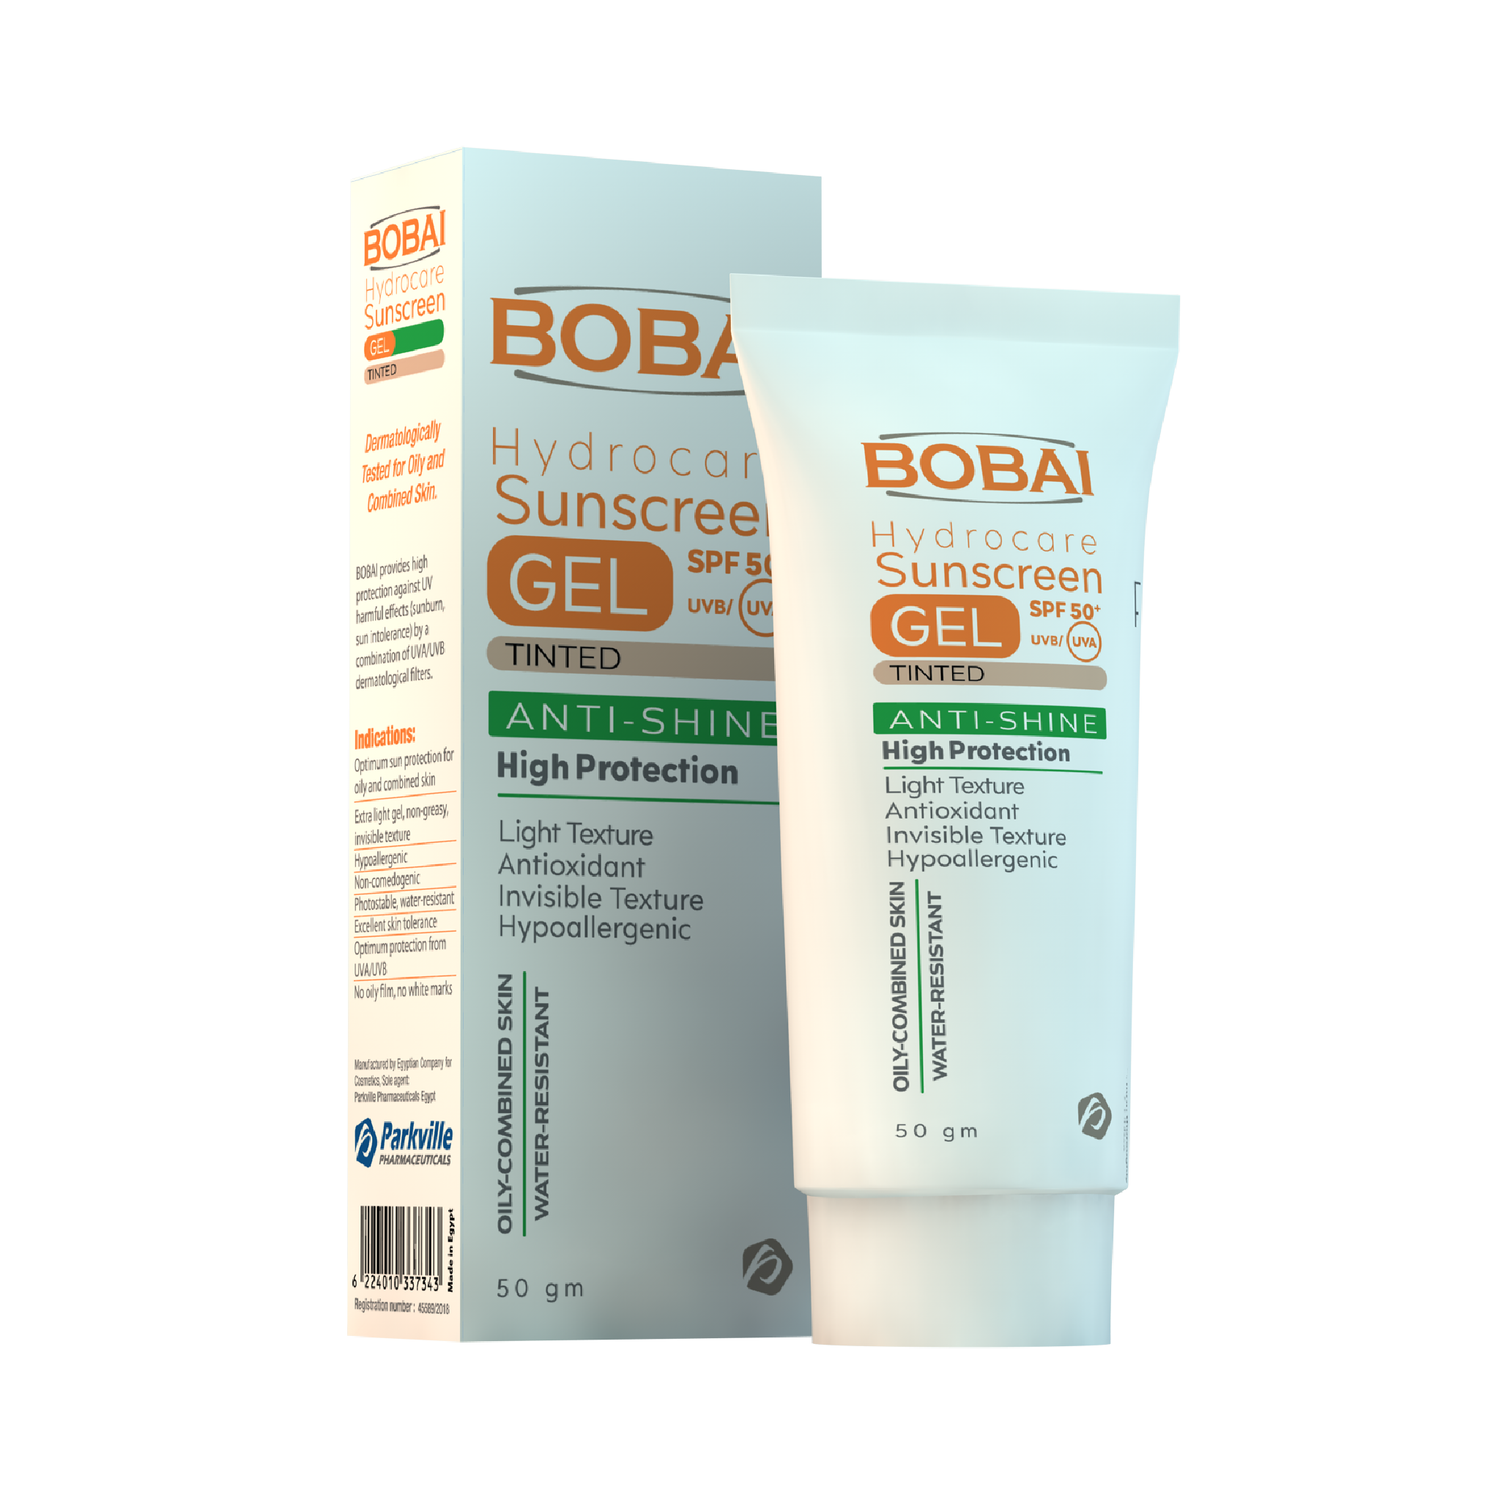 BOBAI
Hydrocare
Sunscreen
GEL
TINTED
Dermatologically
Tested for Oily and
Combined Skin.
BOBAI provides high
protection against UV
harmful effects (sunburn,
sun intolerance) by a
combination of UVA/UVB
dermatological filters.
Indications:
Optimum sun protection for
oily and combined skin
Extra light gel, non-greasy,
invisible texture
Hypoallergenic
Non-comedogenic
Photostable, water-resistant
Excellent skin tolerance
Optimum protection from
UVA/UVB
No oily film, no white marks
Manufactured by Egyptian Company for
Cosmetics, Sole agent:
Parkville Pharmaceuticals Egypt
Parkville
PHARMACEUTICALS
6 224010 337343
Made in Egypt
Registration number : 45689/2018
BOBA
Hydrocar
Sunscree
GEL
SPF 50
UVB/ UV
TINTED
ANTI-SHINE
High Protection
Light Texture
Antioxidant
Invisible Texture
Hypoallergenic
OILY-COMBINED SKIN
WATER-RESISTANT
50 gm
BOBAI
Hydrocare
Sunscreen
GEL
SPF 50+
UVB/ UVA
TINTED
ANTI-SHINE
High Protection
Light Texture
Antioxidant
Invisible Texture
Hypoallergenic
OILY-COMBINED SKIN
WATER-RESISTANT
50 gm